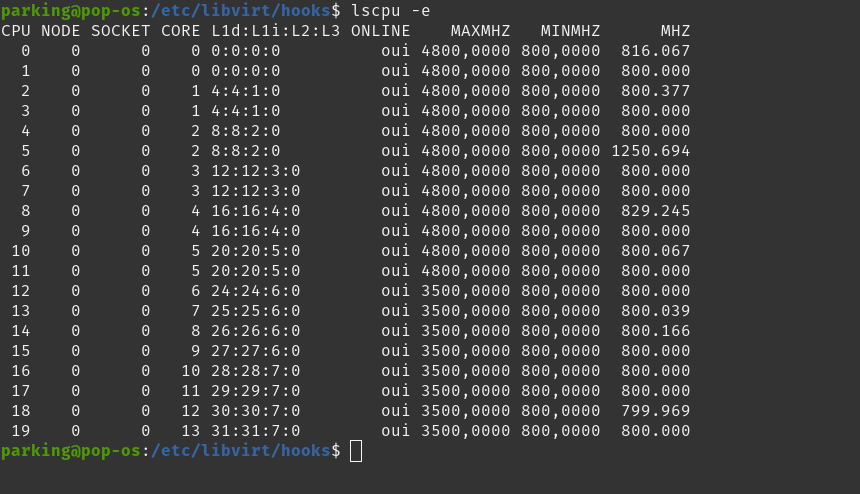 parking@pop-os:/etc/libvirt/hooks$ lscpu -e
CPU NODE SOCKET CORE L1d:L1i:L2:L3 ONLINE    MAXMHZ   MINMHZ      MHZ
  0    0      0    0 0:0:0:0          oui 4800,0000 800,0000  816.067
  1    0      0    0 0:0:0:0          oui 4800,0000 800,0000  800.000
  2    0      0    1 4:4:1:0          oui 4800,0000 800,0000  800.377
  3    0      0    1 4:4:1:0          oui 4800,0000 800,0000  800.000
  4    0      0    2 8:8:2:0          oui 4800,0000 800,0000  800.000
  5    0      0    2 8:8:2:0          oui 4800,0000 800,0000 1250.694
  6    0      0    3 12:12:3:0        oui 4800,0000 800,0000  800.000
  7    0      0    3 12:12:3:0        oui 4800,0000 800,0000  800.000
  8    0      0    4 16:16:4:0        oui 4800,0000 800,0000  829.245
  9    0      0    4 16:16:4:0        oui 4800,0000 800,0000  800.000
 10    0      0    5 20:20:5:0        oui 4800,0000 800,0000  800.067
 11    0      0    5 20:20:5:0        oui 4800,0000 800,0000  800.000
 12    0      0    6 24:24:6:0        oui 3500,0000 800,0000  800.000
 13    0      0    7 25:25:6:0        oui 3500,0000 800,0000  800.039
 14    0      0    8 26:26:6:0        oui 3500,0000 800,0000  800.166
 15    0      0    9 27:27:6:0        oui 3500,0000 800,0000  800.000
 16    0      0   10 28:28:7:0        oui 3500,0000 800,0000  800.000
 17    0      0   11 29:29:7:0        oui 3500,0000 800,0000  800.000
 18    0      0   12 30:30:7:0        oui 3500,0000 800,0000  799.969
 19    0      0   13 31:31:7:0        oui 3500,0000 800,0000  800.000
parking@pop-os:/etc/libvirt/hooks$